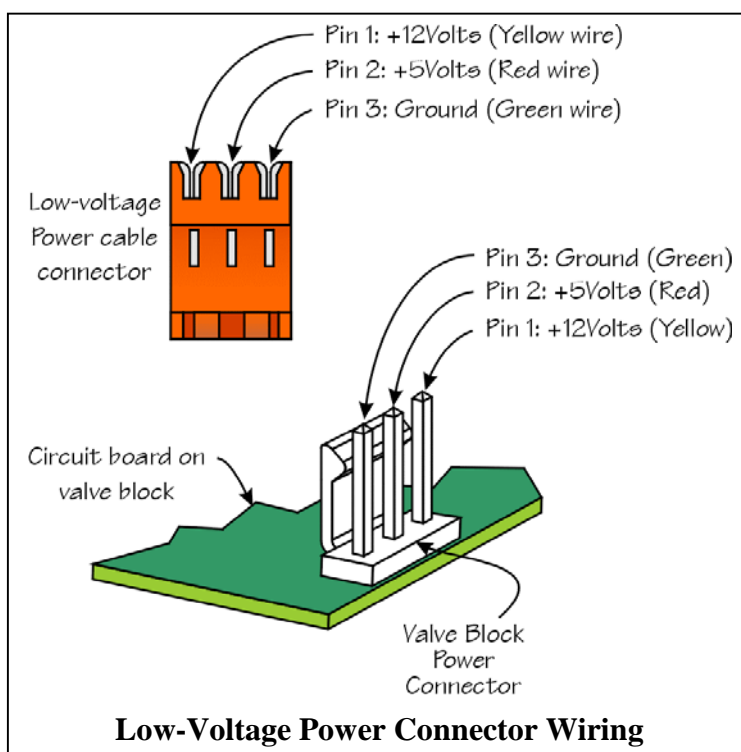 Pin 1: +12Volts (Yellow wire)
Pin 2: +5Volts (Red wire)
Pin 3: Ground (Green wire)
Low-voltage
Power cable
connector
Pin 3: Ground (Green)
Pin 2: +5Volts (Red)
Pin 1: +12Volts (Yellow)
Circuit board on
valve block
Valve Block
Power
Connector
Low-Voltage Power Connector Wiring